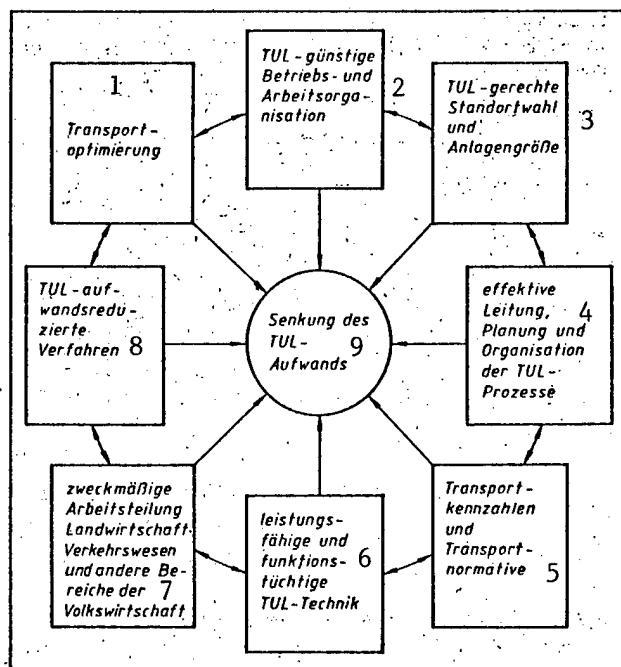 1
Transport-
optimierung
TUL-günstige
Betriebs- und
Arbeitsorga-
nisation
2
TUL-gerechte
Standortwahl
und
Anlagengröße
3
effektive
Leitung,
Planung und
Organisation
der TUL-
Prozesse
4
Transport-
kennzahlen
und
Transport-
normative
5
leistungs-
fähige und
funktions-
tüchtige
TUL-Technik
6
zweckmäßige
Arbeitsteilung
Landwirtschaft
Verkehrswesen
und andere Be-
reiche der
Volkswirtschaft
7
TUL-auf-
wandsredu-
zierte
Verfahren
8
Senkung des
TUL-
Aufwands
9